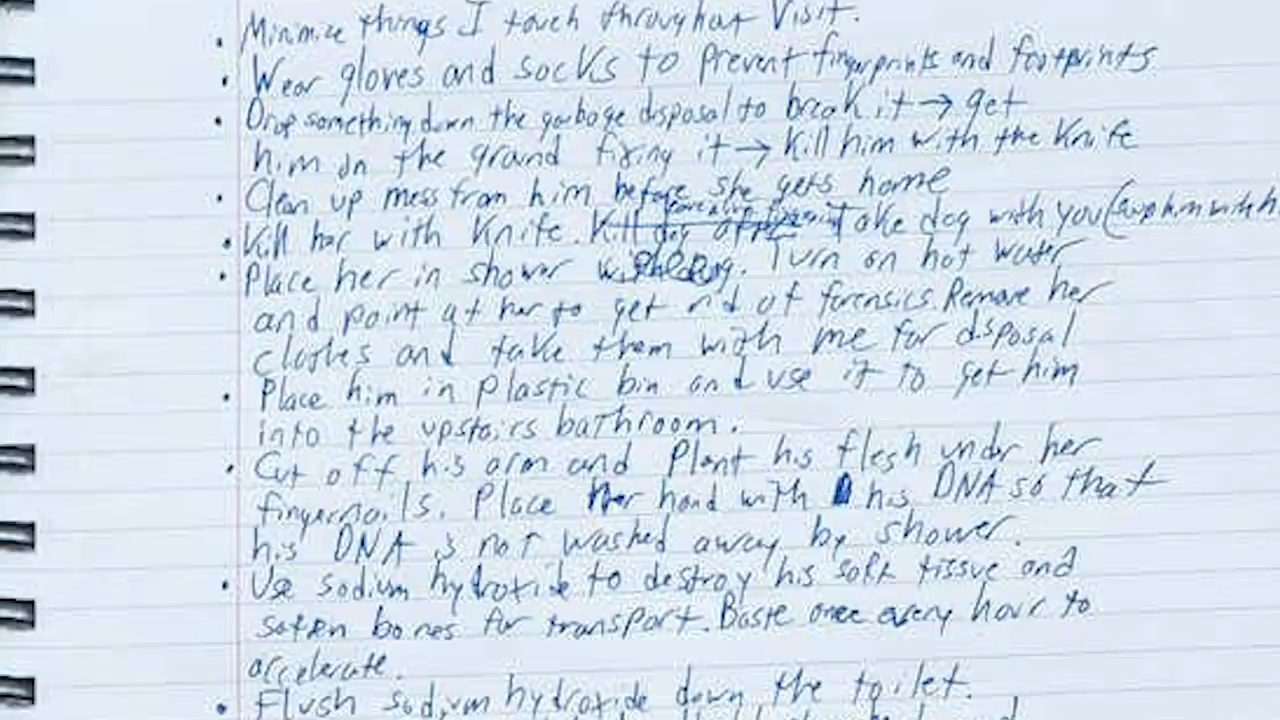 • Minimize things I touch throughout Visit.
• Wear gloves and socks to prevent fingerprints and footprints
• Drop something down the garbage disposal to break it → get
him on the ground fixing it → Kill him with the Knife
• Clean up mess from him before she gets home
• Kill her with Knife. Kill dog Take dog with you
• Place her in shower Turn on hot water
and point at her to get rid of forensics. Remove her
clothes and take them with me for disposal
• Place him in plastic bin and use it to get him
into the upstairs bathroom.
• Cut off his arm and Plant his flesh under her
fingernails. Place her hand with his DNA so that
his DNA is not washed away by shower.
• Use sodium hydroxide to destroy his soft tissue and
soften bones for transport. Baste once every hour to
accelerate.
• Flush sodium hydroxide down the toilet.